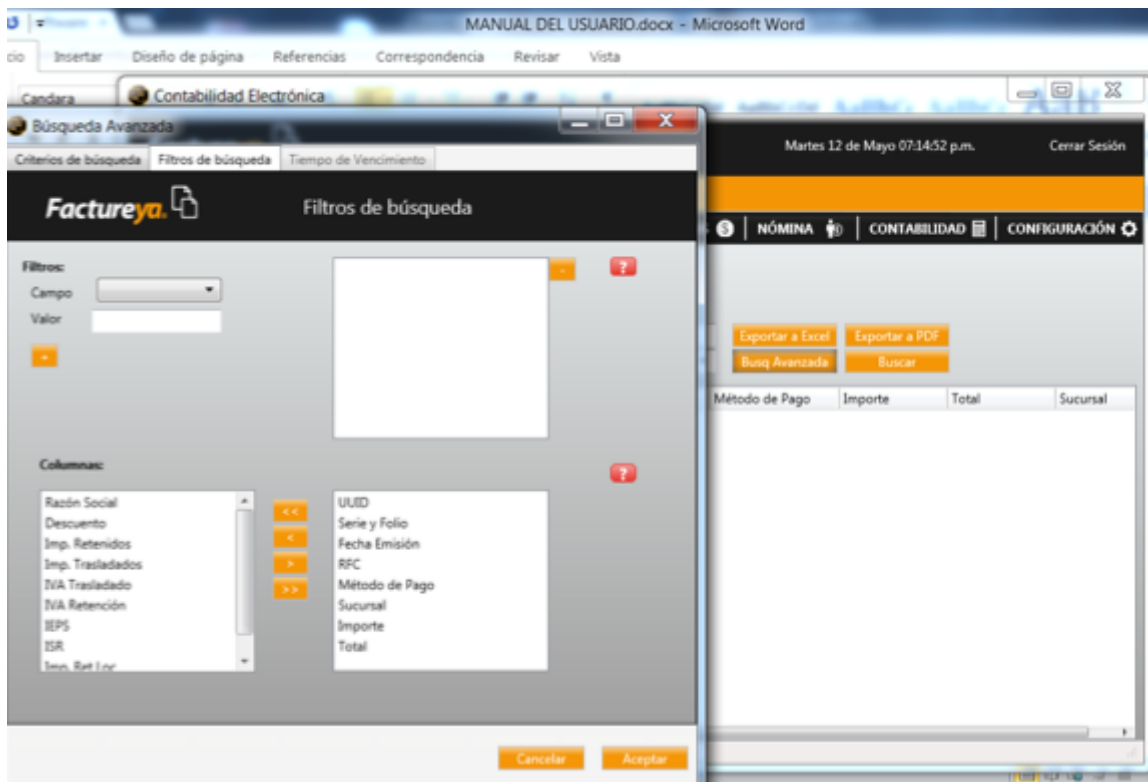 MANUAL DEL USUARIO.docx - Microsoft Word
Insertar Diseño de página Referencias Correspondencia Revisar Vista
Candara
Contabilidad Electrónica
Búsqueda Avanzada
Criterios de búsqueda Filtros de búsqueda Tiempo de Vencimiento
Martes 12 de Mayo 07:14:52 p.m. Cerrar Sesión
Factureya. Filtros de búsqueda
NÓMINA CONTABILIDAD CONFIGURACIÓN
Filtros:
Campo
Valor
+
-
?
Exportar a Excel Exportar a PDF
Busq Avanzada Buscar
Método de Pago Importe Total Sucursal
Columnas:
?
Razón Social
Descuento
Imp. Retenidos
Imp. Trasladados
IVA Trasladado
IVA Retención
IEPS
ISR
Imp. Ret Loc
<<
<
>
>>
UUID
Serie y Folio
Fecha Emisión
RFC
Método de Pago
Sucursal
Importe
Total
Cancelar Aceptar